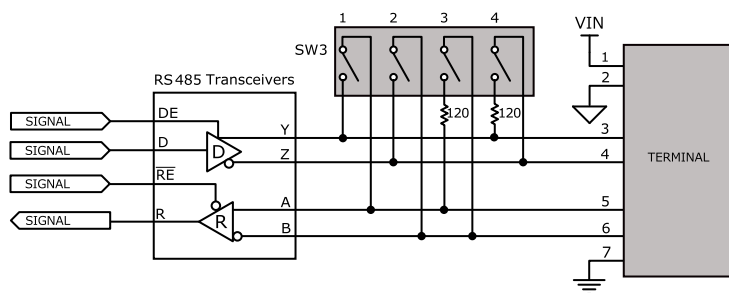 1 2 3 4
SW3
VIN
1
2
RS485 Transceivers
SIGNAL
DE
120
120
Y
3
SIGNAL
D
D
Z
4
TERMINAL
SIGNAL
RE
A
5
SIGNAL
R
R
B
6
7